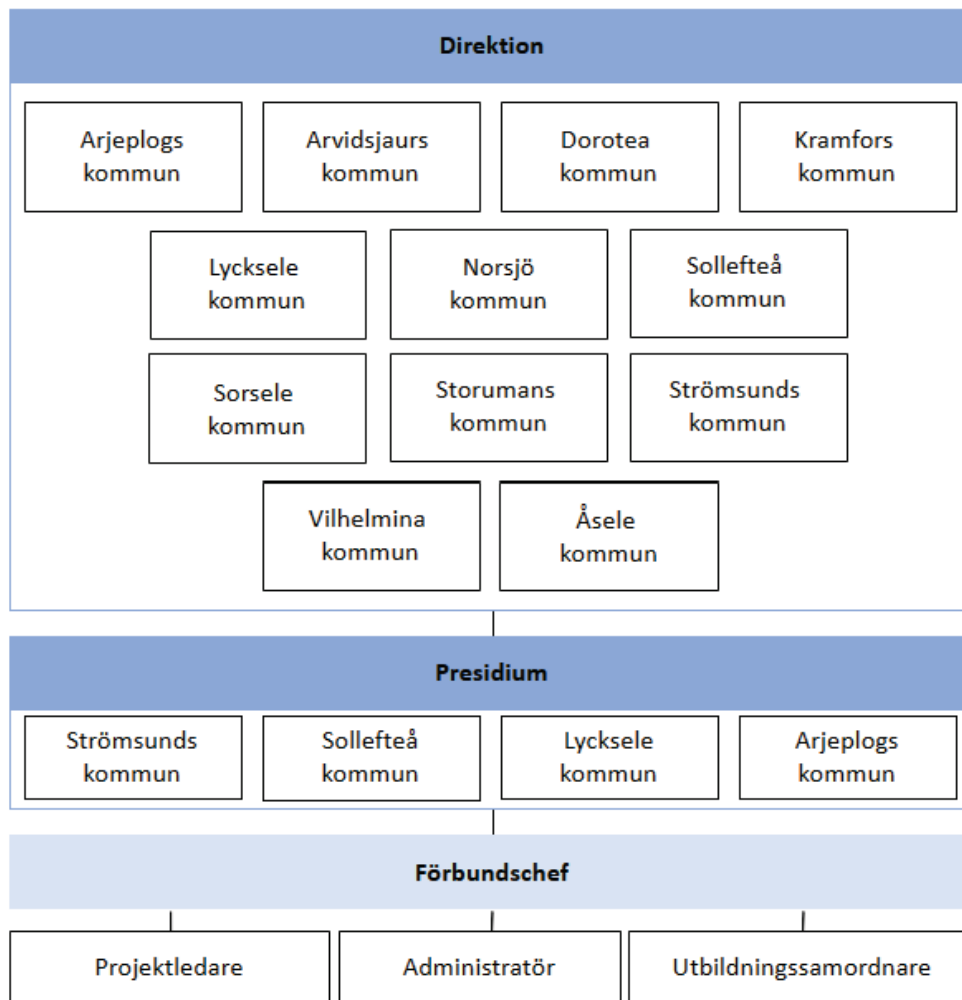 Direktion
Arjeplogs
kommun
Arvidsjaurs
kommun
Dorotea
kommun
Kramfors
kommun
Lycksele
kommun
Norsjö
kommun
Sollefteå
kommun
Sorsele
kommun
Storumans
kommun
Strömsunds
kommun
Vilhelmina
kommun
Åsele
kommun
Presidium
Strömsunds
kommun
Sollefteå
kommun
Lycksele
kommun
Arjeplogs
kommun
Förbundschef
Projektledare
Administratör
Utbildningssamordnare